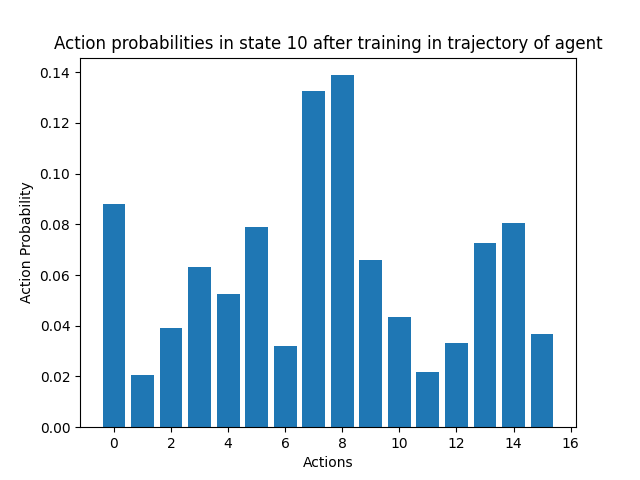 Action probabilities in state 10 after training in trajectory of agent
0.14
0.12
0.10
0.08
0.06
0.04
0.02
0.00
Action Probability
0 2 4 6 8 10 12 14 16
Actions